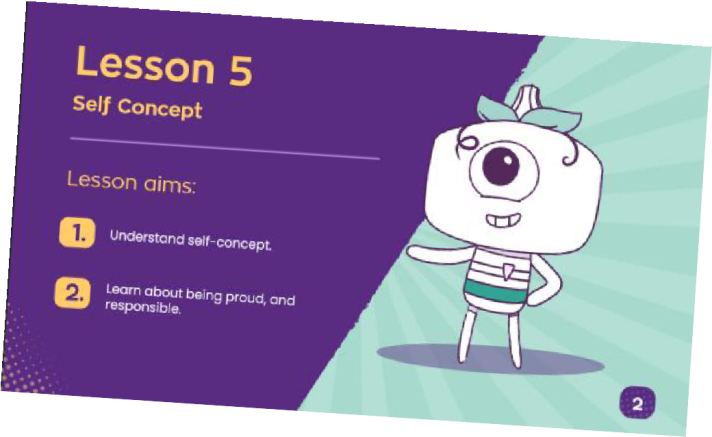 Lesson 5
Self Concept
Lesson aims:
1. Understand self-concept.
2. Learn about being proud, and
responsible.
2